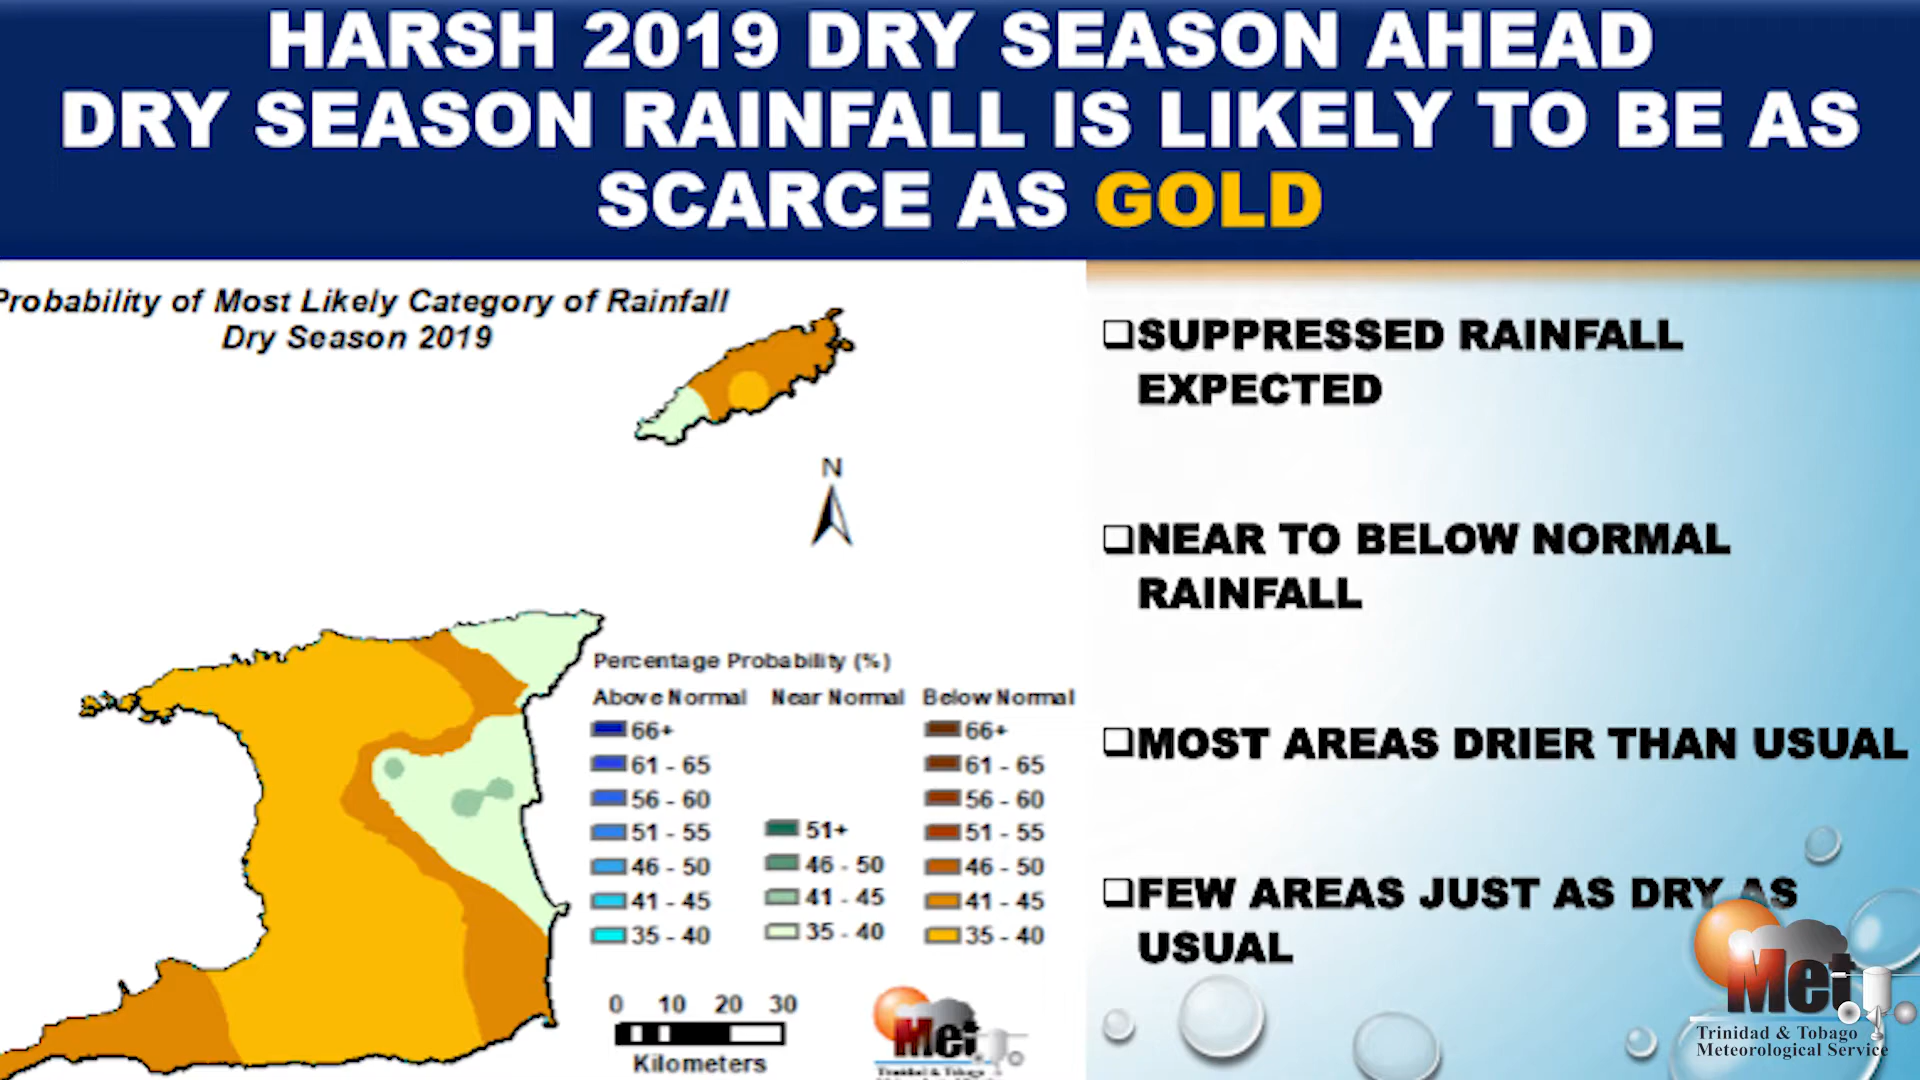 HARSH 2019 DRY SEASON AHEAD
DRY SEASON RAINFALL IS LIKELY TO BE AS
SCARCE AS GOLD
Probability of Most Likely Category of Rainfall
Dry Season 2019
N
Percentage Probability (%)
Above Normal Near Normal Below Normal
66+ 66+
61 - 65 61 - 65
56 - 60 56 - 60
51 - 55 51+ 51 - 55
46 - 50 46 - 50 46 - 50
41 - 45 41 - 45 41 - 45
35 - 40 35 - 40 35 - 40
0 10 20 30
Kilometers
Met
Trinidad & Tobago
❑SUPPRESSED RAINFALL
EXPECTED
❑NEAR TO BELOW NORMAL
RAINFALL
❑MOST AREAS DRIER THAN USUAL
❑FEW AREAS JUST AS DRY AS
USUAL
Met
Trinidad & Tobago
Meteorological Service